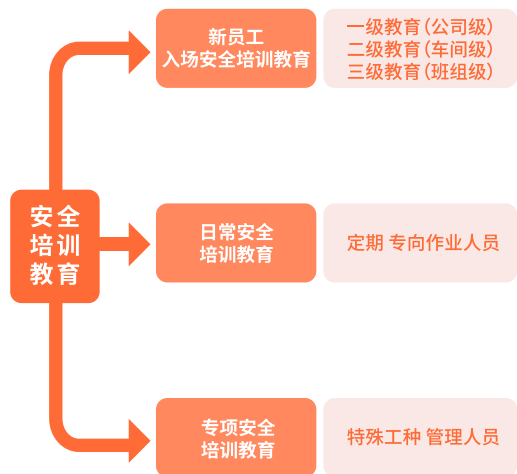 新员工
入场安全培训教育
一级教育(公司级)
二级教育(车间级)
三级教育(班组级)
安全
培训
教育
日常安全
培训教育
定期 专向作业人员
专项安全
培训教育
特殊工种 管理人员